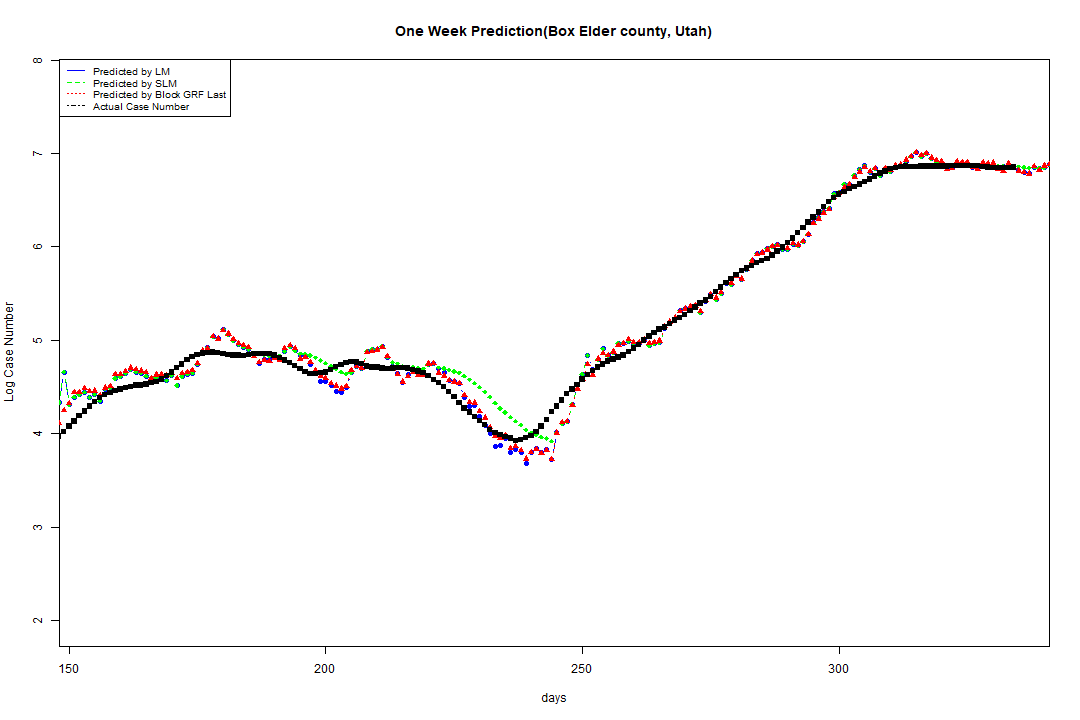 One Week Prediction(Box Elder county, Utah)
Predicted by LM
Predicted by SLM
Predicted by Block GRF Last
Actual Case Number
8
7
6
5
4
3
2
Log Case Number
150 200 250 300
days